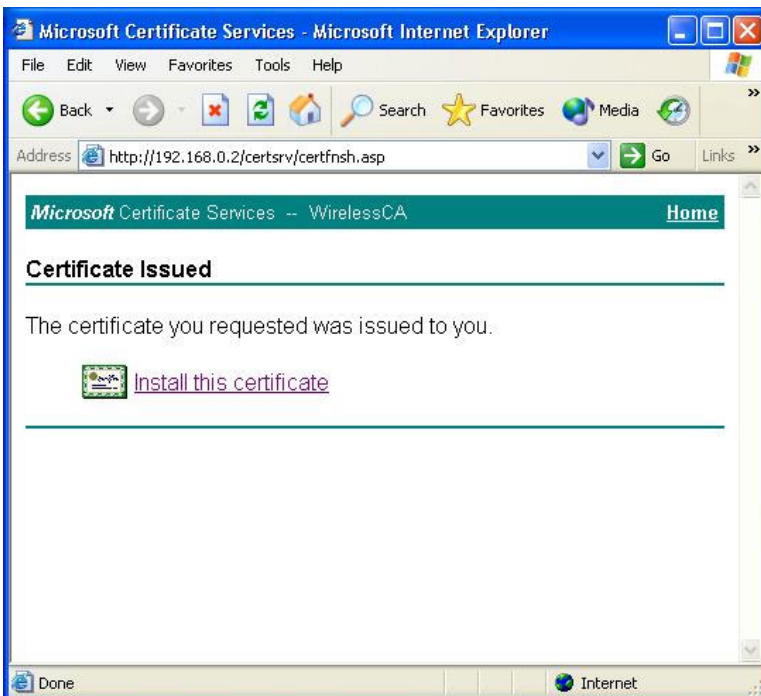 Microsoft Certificate Services - Microsoft Internet Explorer
File Edit View Favorites Tools Help
Back Search Favorites Media »
Address http://192.168.0.2/certsrv/certfnsh.asp Go Links »
Microsoft Certificate Services -- WirelessCA Home
Certificate Issued
The certificate you requested was issued to you.
Install this certificate
Done Internet